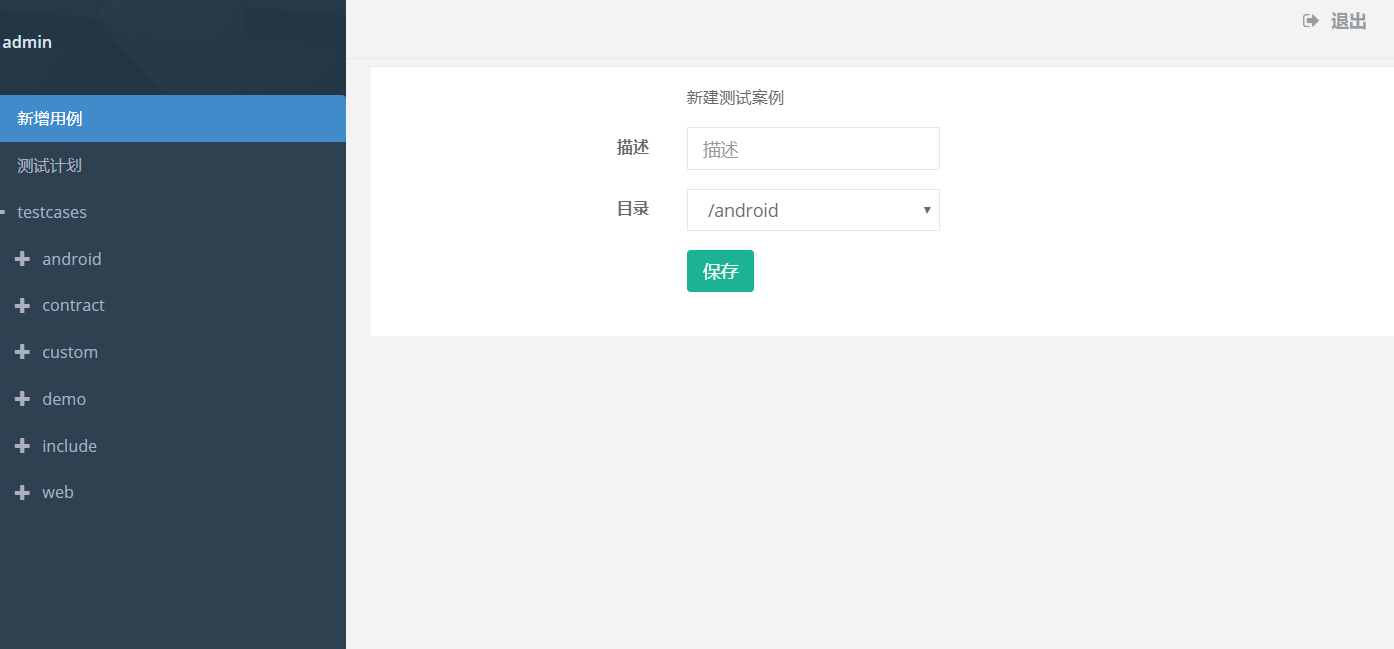 admin
退出
新增用例
测试计划
testcases
android
contract
custom
demo
include
web
新建测试案例
描述
描述
目录
/android
保存